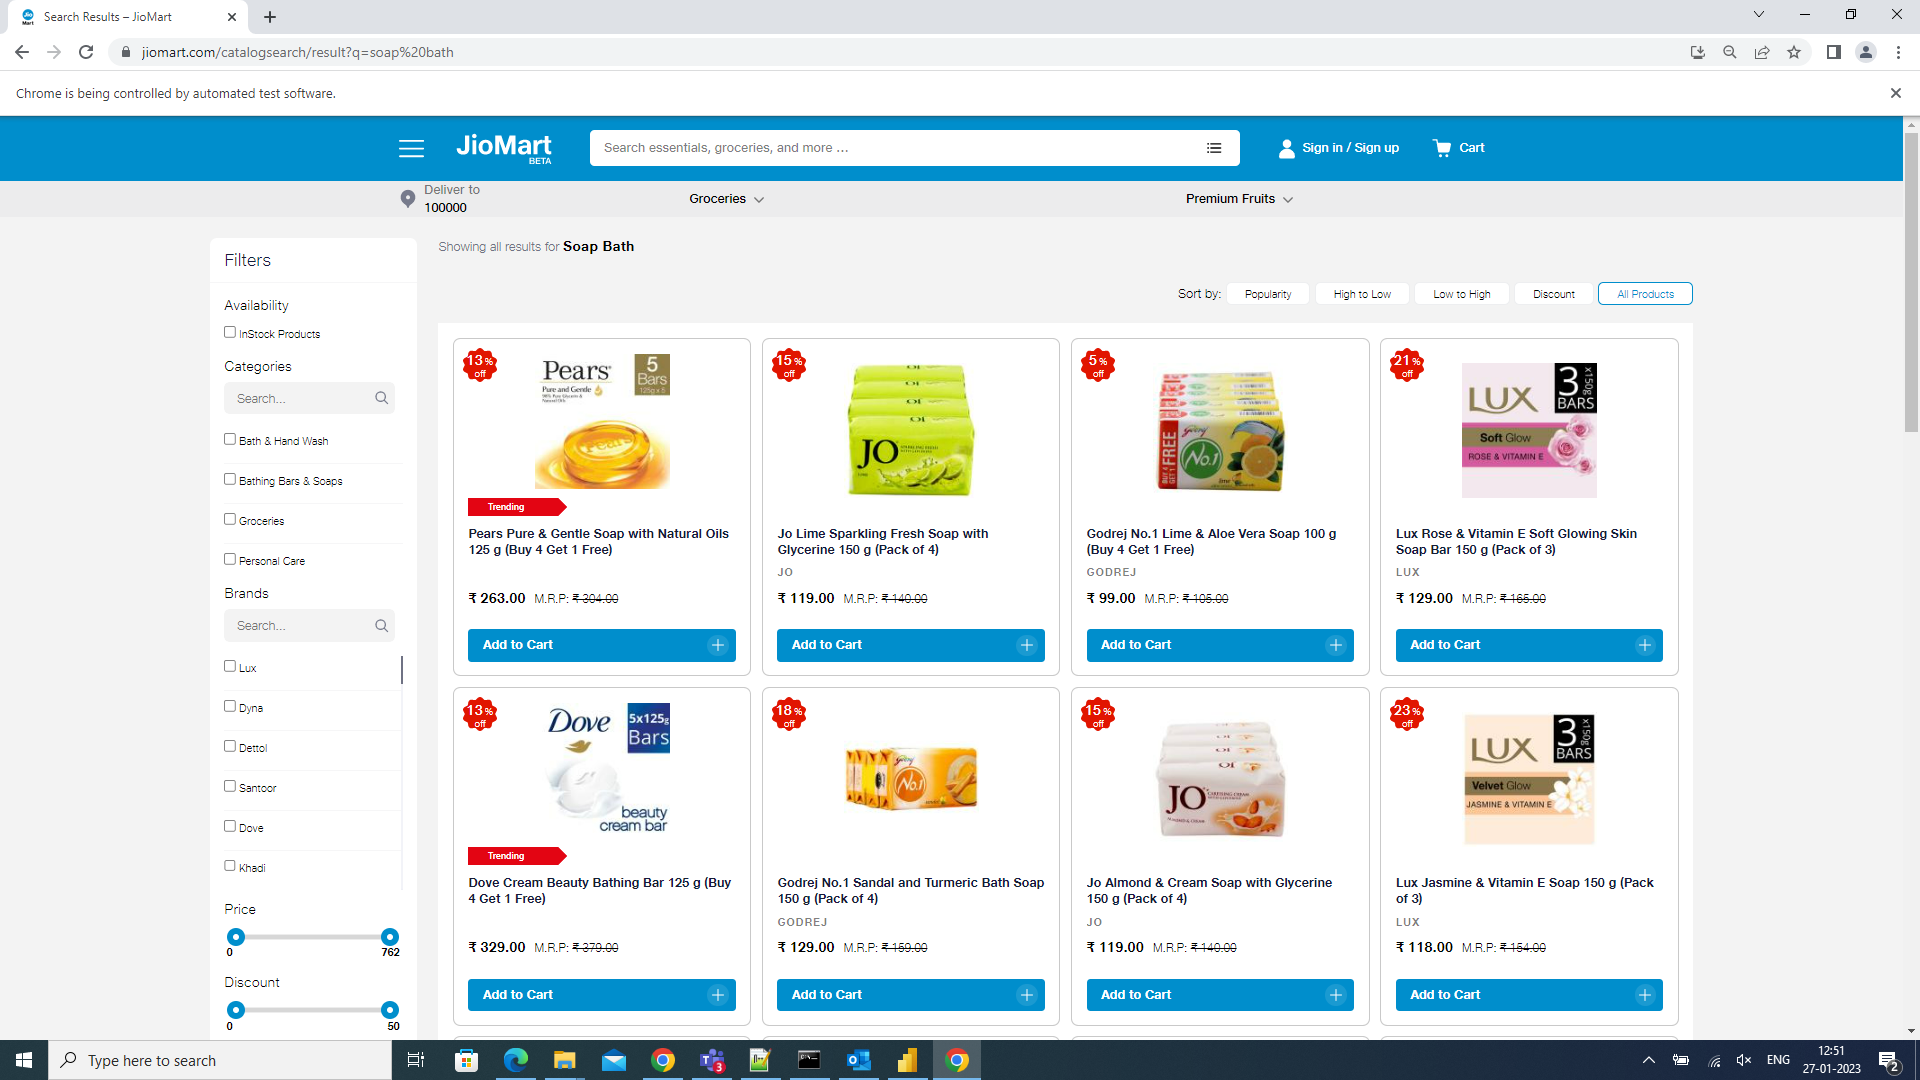 Search Results – JioMart
jiomart.com/catalogsearch/result?q=soap%20bath
Chrome is being controlled by automated test software.
JioMart
BETA
Search essentials, groceries, and more ...
Sign in / Sign up
Cart
Deliver to
100000
Groceries
Premium Fruits
Filters
Availability
InStock Products
Categories
Search...
Bath & Hand Wash
Bathing Bars & Soaps
Groceries
Personal Care
Brands
Search...
Lux
Dyna
Dettol
Santoor
Dove
Khadi
Price
0
762
Discount
0
50
Showing all results for Soap Bath
Sort by:
Popularity
High to Low
Low to High
Discount
All Products
13% off
Pears
Pure and Gentle
5
Bars
125g x 5
Trending
Pears Pure & Gentle Soap with Natural Oils
125 g (Buy 4 Get 1 Free)
₹ 263.00 M.R.P: ₹ 304.00
Add to Cart
15% off
JO
Jo Lime Sparkling Fresh Soap with
Glycerine 150 g (Pack of 4)
JO
₹ 119.00 M.R.P: ₹ 140.00
Add to Cart
5% off
BUY 4 GET 1 FREE
Godrej
No.1
Godrej No.1 Lime & Aloe Vera Soap 100 g
(Buy 4 Get 1 Free)
GODREJ
₹ 99.00 M.R.P: ₹ 105.00
Add to Cart
21% off
LUX
3
BARS
x150g
Soft Glow
ROSE & VITAMIN E
Lux Rose & Vitamin E Soft Glowing Skin
Soap Bar 150 g (Pack of 3)
LUX
₹ 129.00 M.R.P: ₹ 165.00
Add to Cart
13% off
Dove
5x125g
Bars
beauty
cream bar
Trending
Dove Cream Beauty Bathing Bar 125 g (Buy
4 Get 1 Free)
₹ 329.00 M.R.P: ₹ 379.00
Add to Cart
18% off
Godrej
No.1
Godrej No.1 Sandal and Turmeric Bath Soap
150 g (Pack of 4)
GODREJ
₹ 129.00 M.R.P: ₹ 159.00
Add to Cart
15% off
JO
Jo Almond & Cream Soap with Glycerine
150 g (Pack of 4)
JO
₹ 119.00 M.R.P: ₹ 140.00
Add to Cart
23% off
LUX
3
BARS
x150g
Velvet Glow
JASMINE & VITAMIN E
Lux Jasmine & Vitamin E Soap 150 g (Pack
of 3)
LUX
₹ 118.00 M.R.P: ₹ 154.00
Add to Cart
Type here to search
3
ENG
12:51
27-01-2023
2